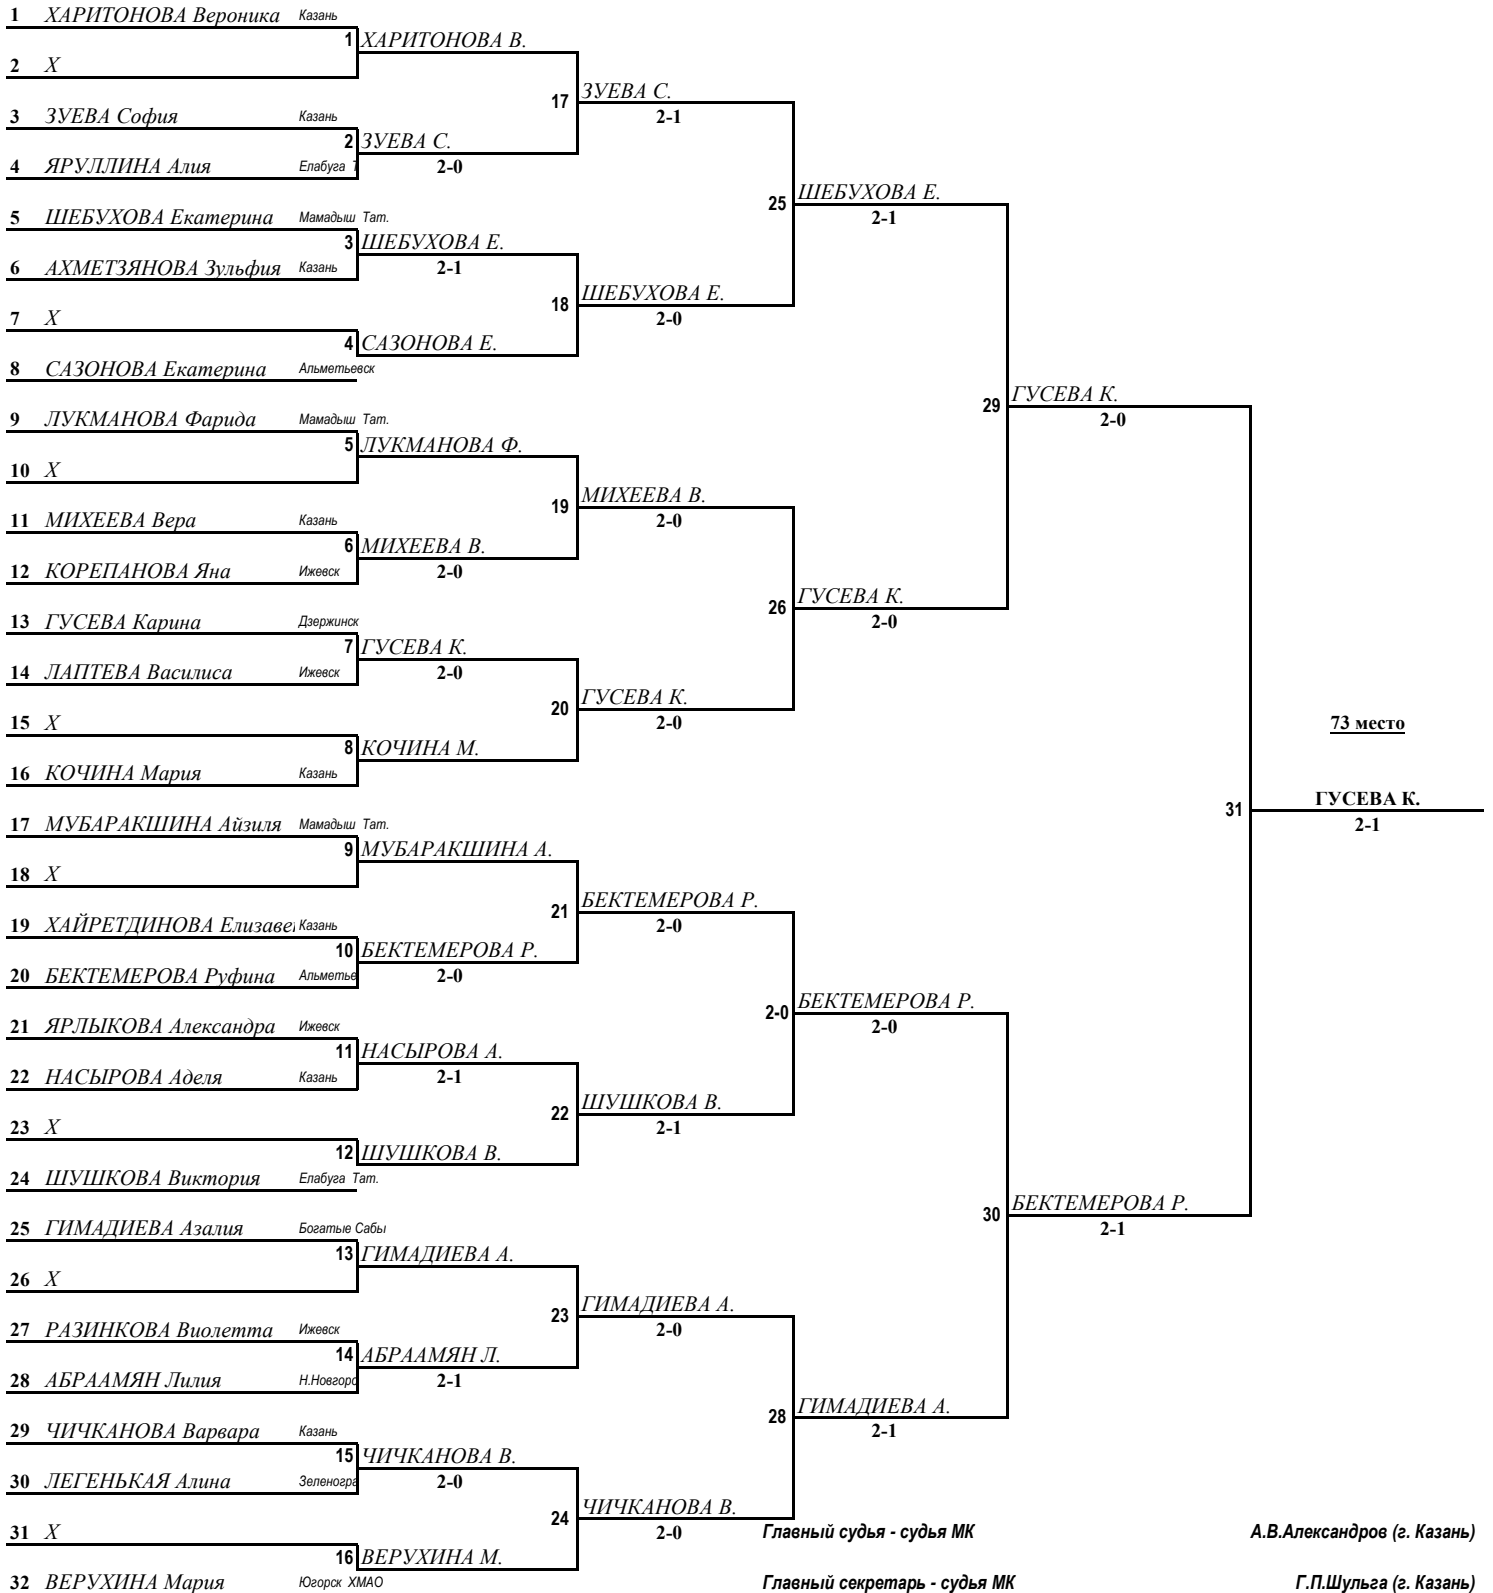 1 ХАРИТОНОВА Вероника Казань
1 ХАРИТОНОВА В.
2 Х
17 ЗУЕВА С.
2-1
3 ЗУЕВА София Казань
2 ЗУЕВА С.
2-0
4 ЯРУЛЛИНА Алия Елабуга Т
25 ШЕБУХОВА Е.
2-1
5 ШЕБУХОВА Екатерина Мамадыш Тат.
3 ШЕБУХОВА Е.
2-1
6 АХМЕТЗЯНОВА Зульфия Казань
18 ШЕБУХОВА Е.
2-0
7 Х
4 САЗОНОВА Е.
8 САЗОНОВА Екатерина Альметьевск
29 ГУСЕВА К.
2-0
9 ЛУКМАНОВА Фарида Мамадыш Тат.
5 ЛУКМАНОВА Ф.
10 Х
19 МИХЕЕВА В.
2-0
11 МИХЕЕВА Вера Казань
6 МИХЕЕВА В.
2-0
12 КОРЕПАНОВА Яна Ижевск
26 ГУСЕВА К.
2-0
13 ГУСЕВА Карина Дзержинск
7 ГУСЕВА К.
2-0
14 ЛАПТЕВА Василиса Ижевск
20 ГУСЕВА К.
2-0
15 Х
73 место
8 КОЧИНА М.
16 КОЧИНА Мария Казань
31 ГУСЕВА К.
2-1
17 МУБАРАКШИНА Айзиля Мамадыш Тат.
9 МУБАРАКШИНА А.
18 Х
21 БЕКТЕМЕРОВА Р.
2-0
19 ХАЙРЕТДИНОВА Елизаве Казань
10 БЕКТЕМЕРОВА Р.
2-0
20 БЕКТЕМЕРОВА Руфина Альметье
2-0 БЕКТЕМЕРОВА Р.
2-0
21 ЯРЛЫКОВА Александра Ижевск
11 НАСЫРОВА А.
2-1
22 НАСЫРОВА Аделя Казань
22 ШУШКОВА В.
2-1
23 Х
12 ШУШКОВА В.
24 ШУШКОВА Виктория Елабуга Тат.
30 БЕКТЕМЕРОВА Р.
2-1
25 ГИМАДИЕВА Азалия Богатые Сабы
13 ГИМАДИЕВА А.
26 Х
23 ГИМАДИЕВА А.
2-0
27 РАЗИНКОВА Виолетта Ижевск
14 АБРААМЯН Л.
2-1
28 АБРААМЯН Лилия Н.Новгоро
28 ГИМАДИЕВА А.
2-1
29 ЧИЧКАНОВА Варвара Казань
15 ЧИЧКАНОВА В.
2-0
30 ЛЕГЕНЬКАЯ Алина Зеленогра
24 ЧИЧКАНОВА В.
2-0
31 Х
Главный судья - судья МК А.В.Александров (г. Казань)
16 ВЕРУХИНА М.
32 ВЕРУХИНА Мария Югорск ХМАО
Главный секретарь - судья МК Г.П.Шульга (г. Казань)